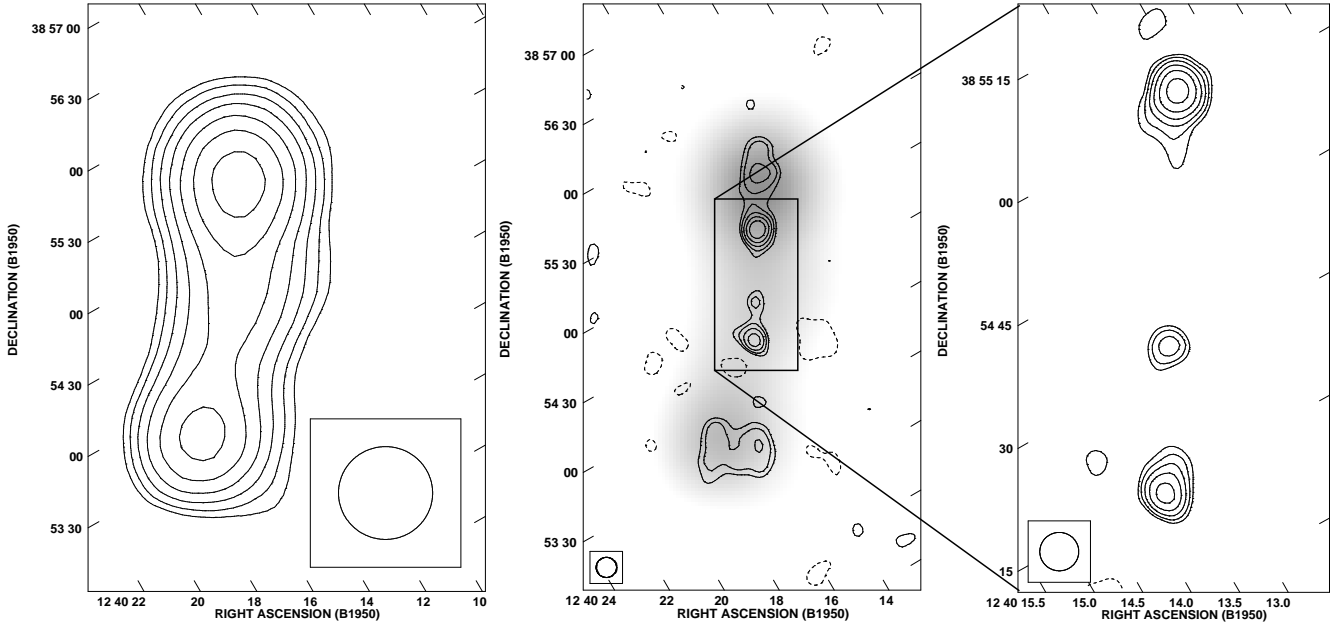 38 57 00
56 30
00
55 30
00
54 30
00
53 30
DECLINATION (B1950)
12 40 22
20
18
16
14
12
10
RIGHT ASCENSION (B1950)
38 57 00
56 30
00
55 30
00
54 30
00
53 30
DECLINATION (B1950)
12 40 24
22
20
18
16
14
RIGHT ASCENSION (B1950)
38 55 15
00
54 45
30
15
DECLINATION (B1950)
12 40 15.5
15.0
14.5
14.0
13.5
13.0
RIGHT ASCENSION (B1950)